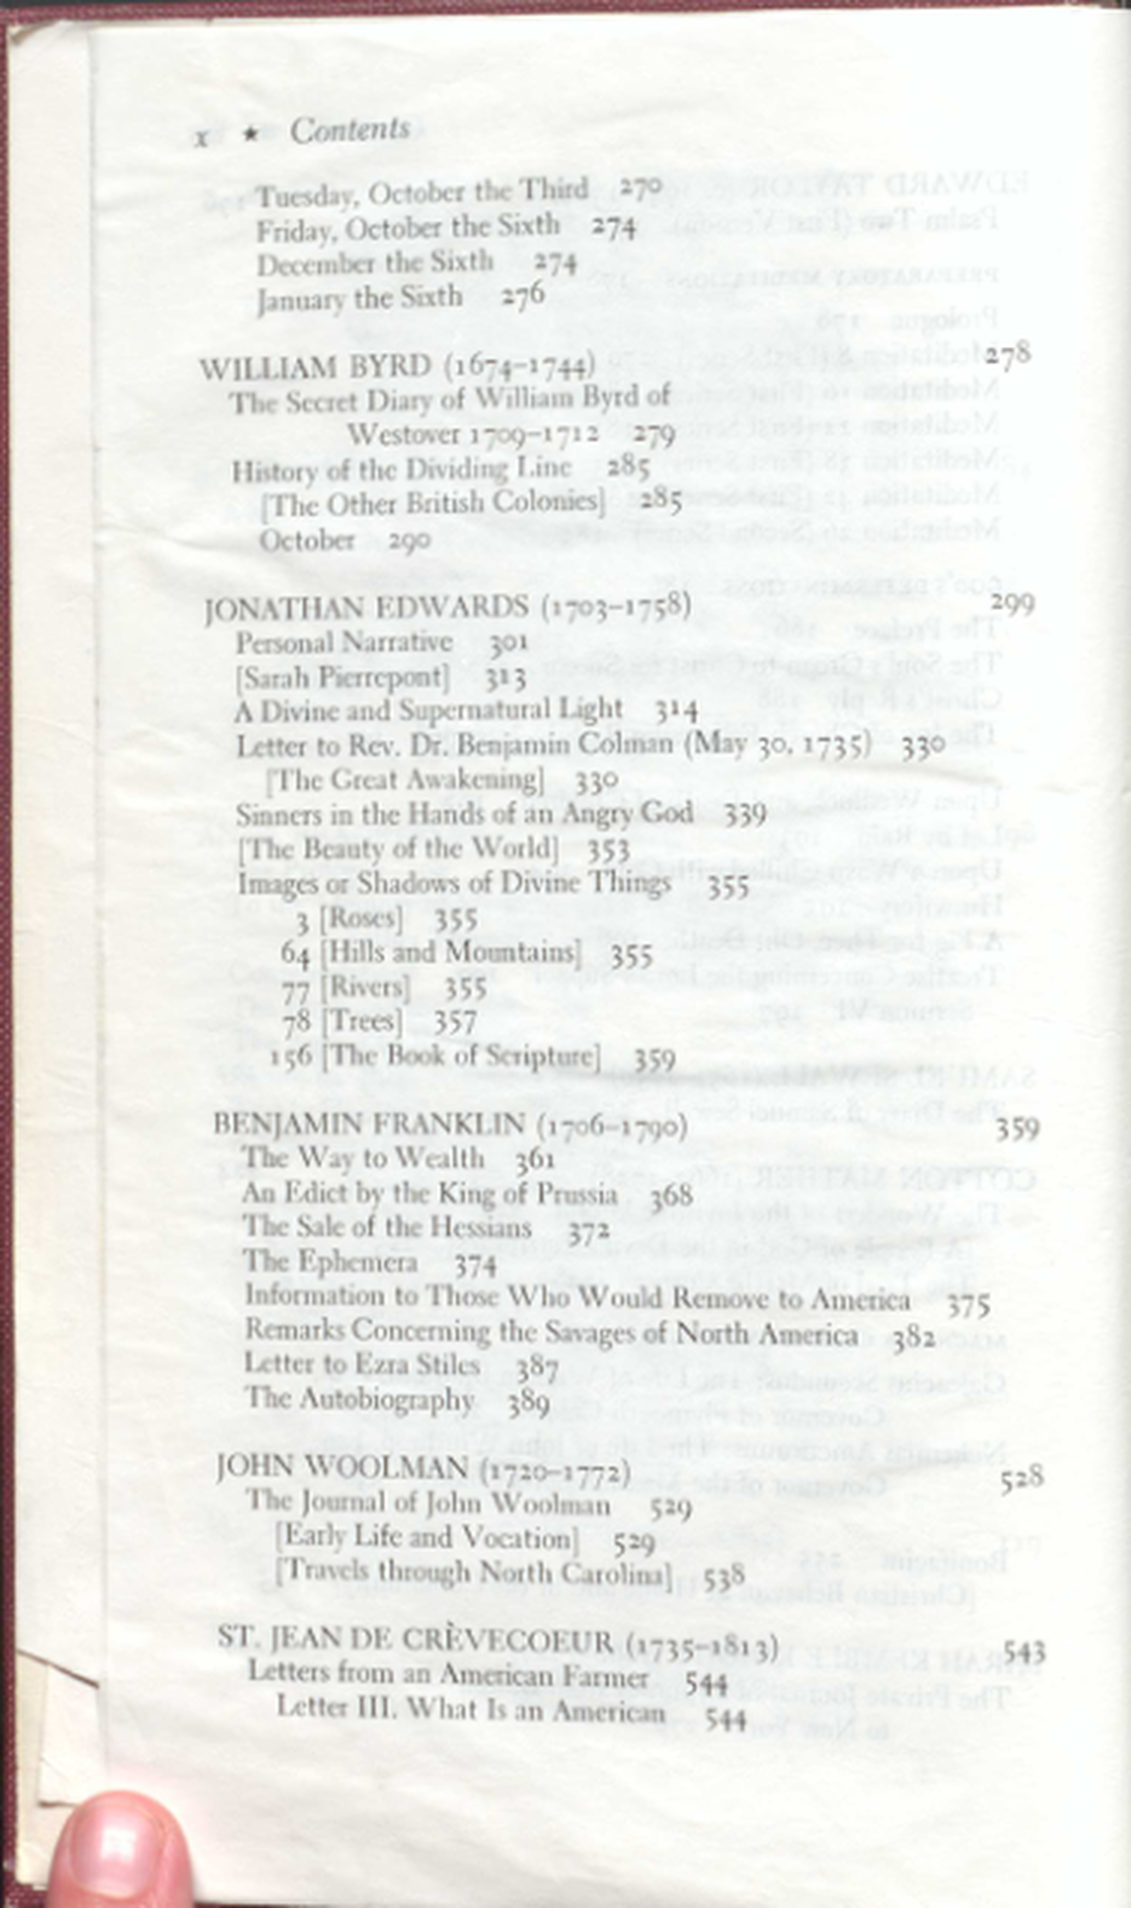 x ★ Contents
Tuesday, October the Third 270
Friday, October the Sixth 274
December the Sixth 274
January the Sixth 276
WILLIAM BYRD (1674–1744) 278
The Secret Diary of William Byrd of
Westover 1709–1712 279
History of the Dividing Line 285
[The Other British Colonies] 285
October 290
JONATHAN EDWARDS (1703–1758) 299
Personal Narrative 301
[Sarah Pierrepont] 313
A Divine and Supernatural Light 314
Letter to Rev. Dr. Benjamin Colman (May 30, 1735) 330
[The Great Awakening] 330
Sinners in the Hands of an Angry God 339
[The Beauty of the World] 353
Images or Shadows of Divine Things 355
3 [Roses] 355
64 [Hills and Mountains] 355
77 [Rivers] 355
78 [Trees] 357
156 [The Book of Scripture] 359
BENJAMIN FRANKLIN (1706–1790) 359
The Way to Wealth 361
An Edict by the King of Prussia 368
The Sale of the Hessians 372
The Ephemera 374
Information to Those Who Would Remove to America 375
Remarks Concerning the Savages of North America 382
Letter to Ezra Stiles 387
The Autobiography 389
JOHN WOOLMAN (1720–1772) 528
The Journal of John Woolman 529
[Early Life and Vocation] 529
[Travels through North Carolina] 538
ST. JEAN DE CRÈVECOEUR (1735–1813) 543
Letters from an American Farmer 544
Letter III. What Is an American 544